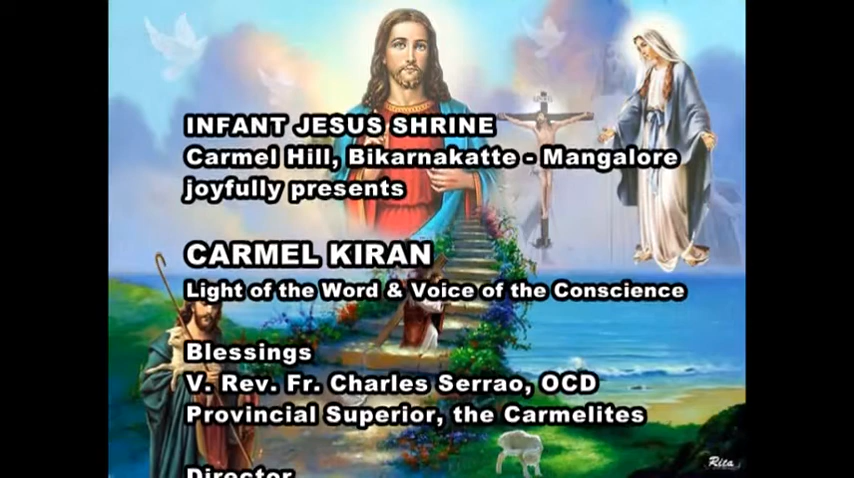 INFANT JESUS SHRINE
Carmel Hill, Bikarnakatte - Mangalore
joyfully presents
CARMEL KIRAN
Light of the Word & Voice of the Conscience
Blessings
V. Rev. Fr. Charles Serrao, OCD
Provincial Superior, the Carmelites
Director
Rita